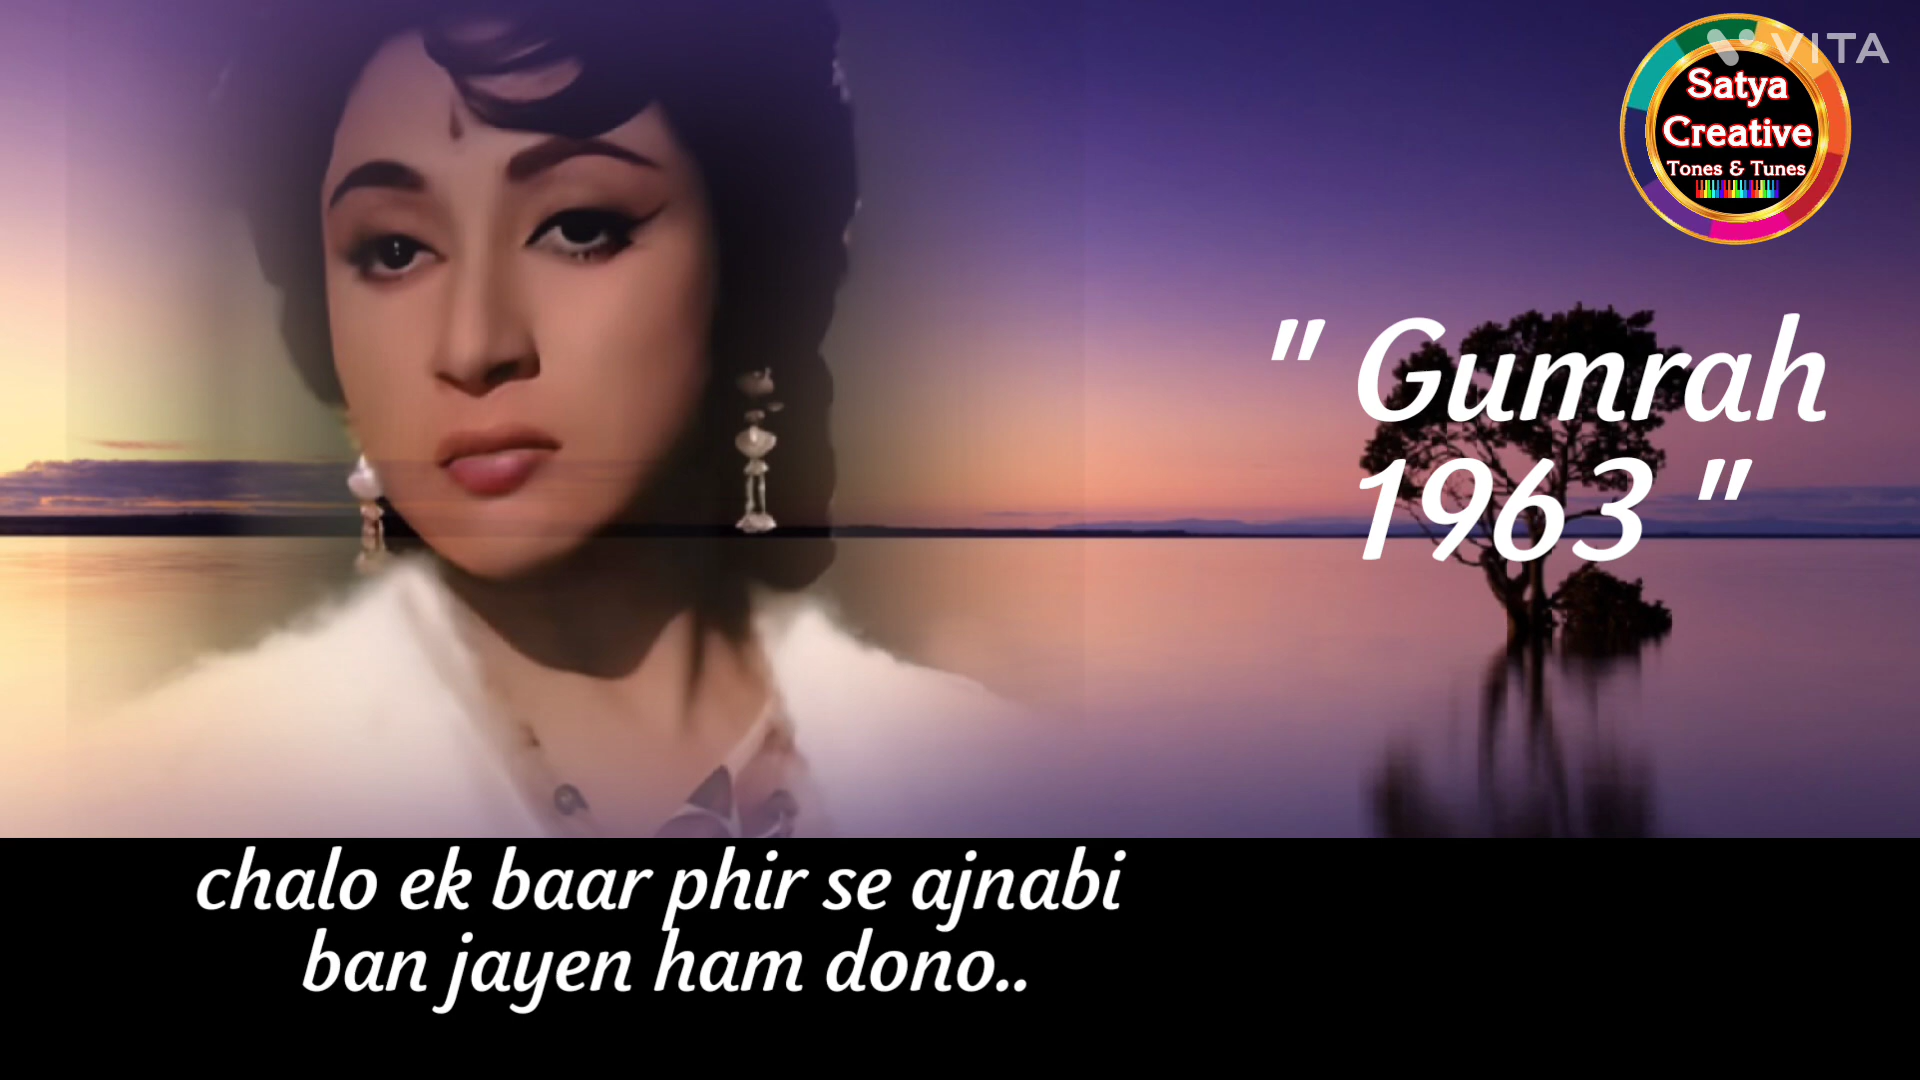 VITA
Satya
Creative
Tones & Tunes
" Gumrah
1963 "
chalo ek baar phir se ajnabi
ban jayen ham dono..